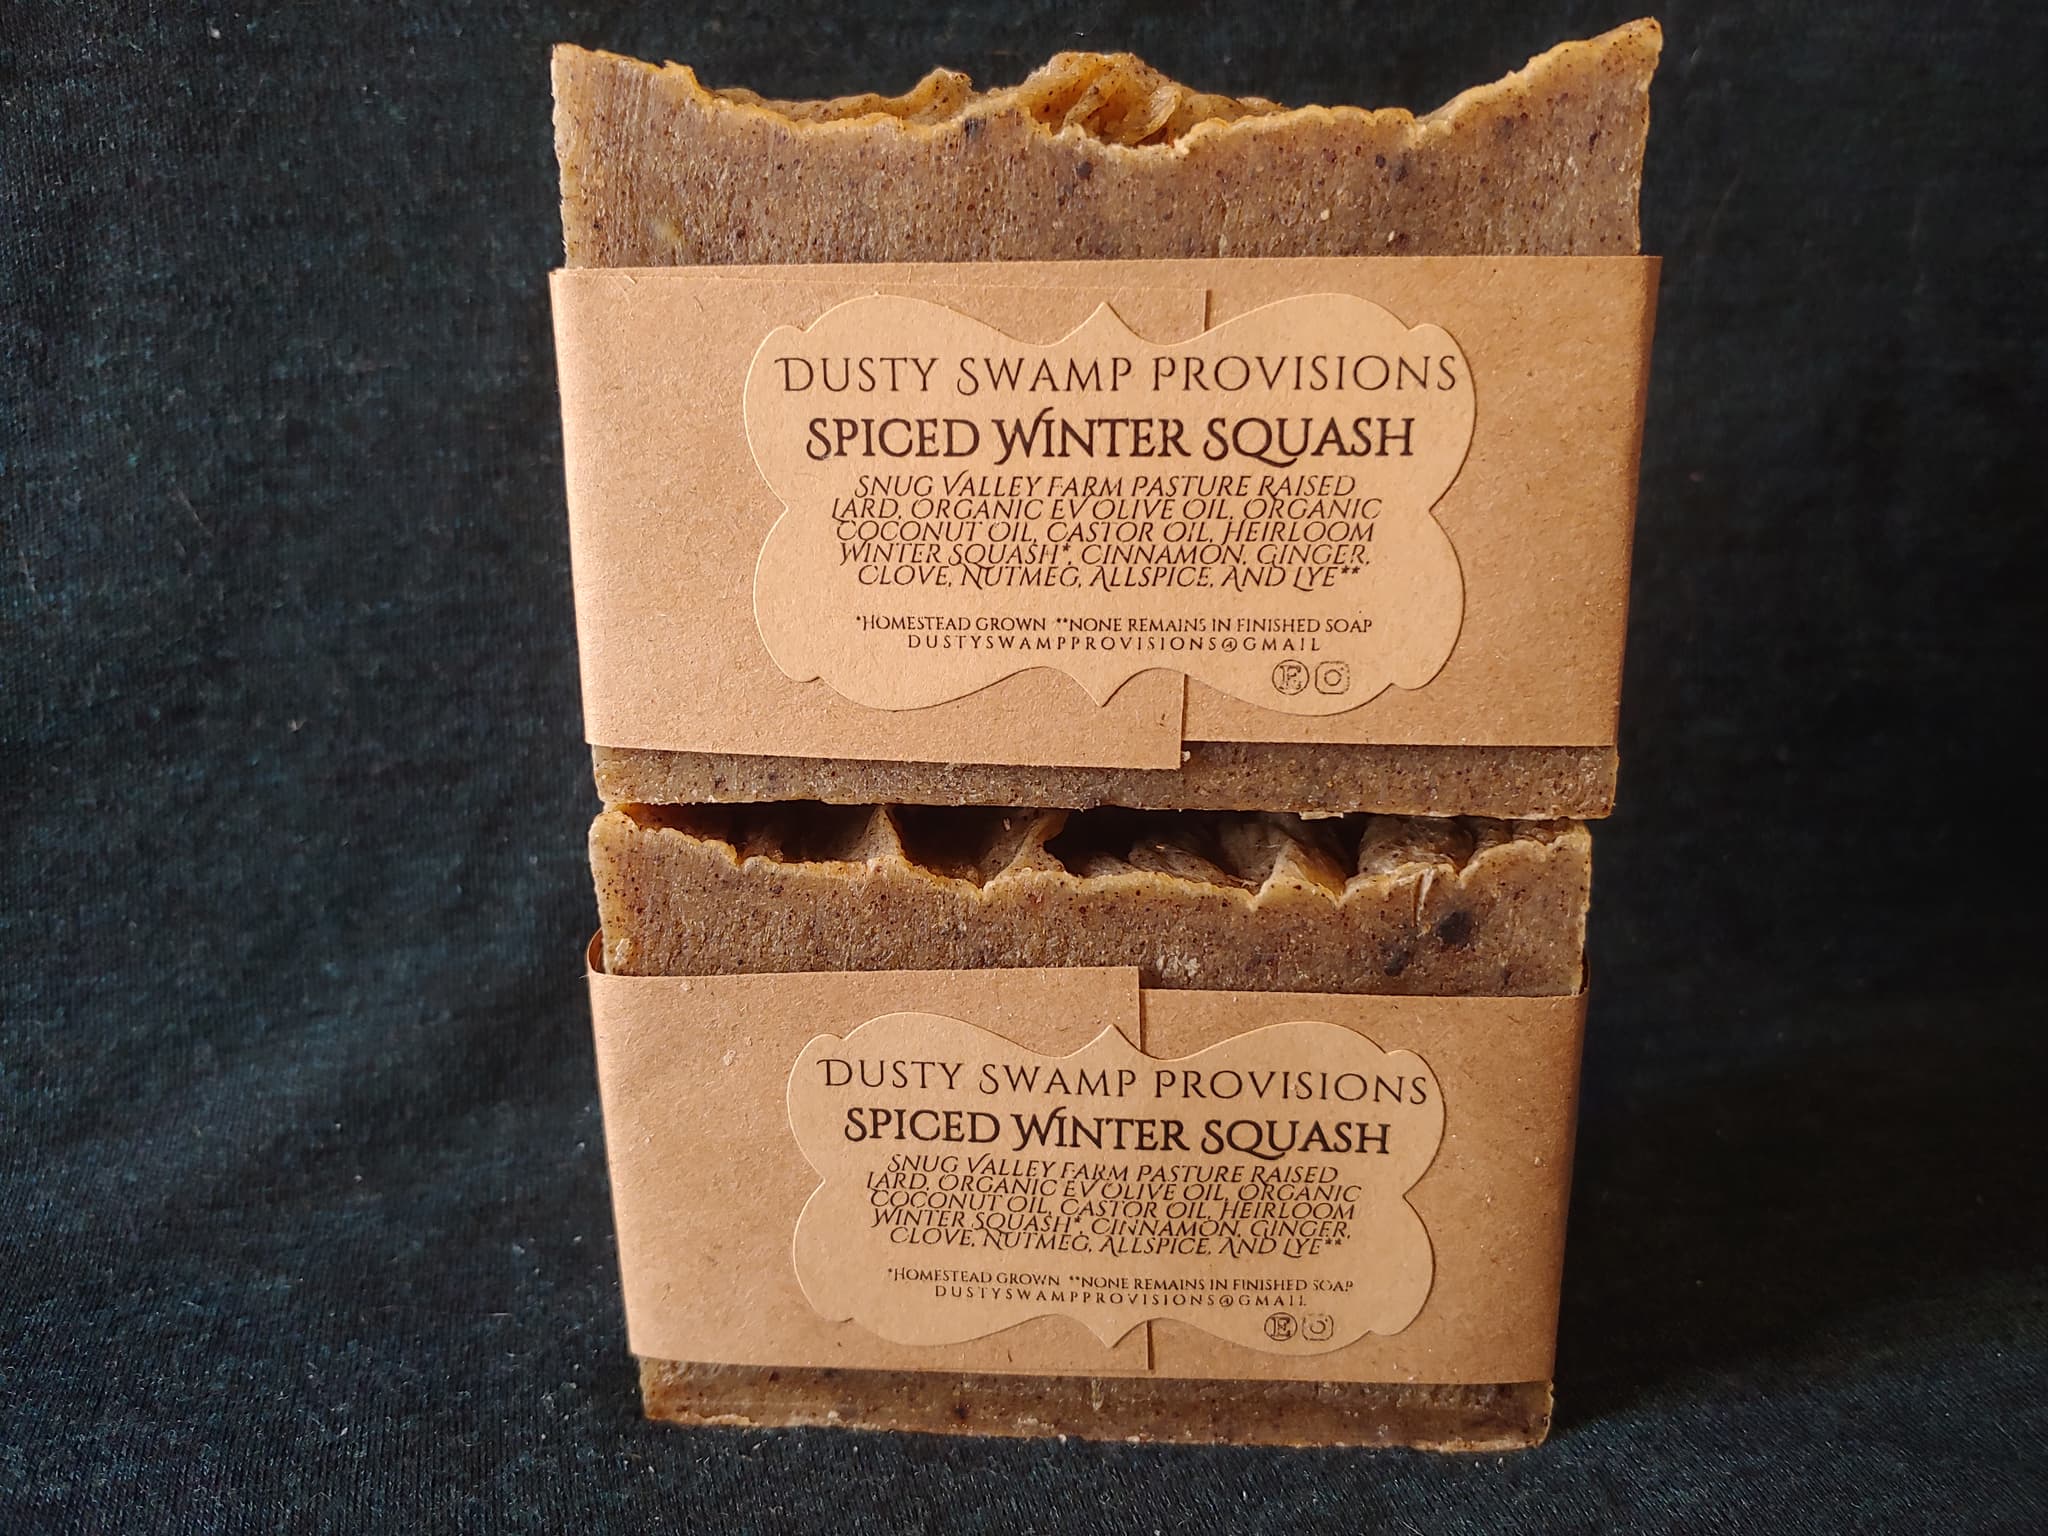 DUSTY SWAMP PROVISIONS
SPICED WINTER SQUASH
SNUG VALLEY FARM PASTURE RAISED
LARD, ORGANIC EV OLIVE OIL, ORGANIC
COCONUT OIL, CASTOR OIL, HEIRLOOM
WINTER SQUASH*, CINNAMON, GINGER,
CLOVE, NUTMEG, ALLSPICE, AND LYE**
*HOMESTEAD GROWN **NONE REMAINS IN FINISHED SOAP
DUSTYSWAMPPROVISIONS@GMAIL
E
DUSTY SWAMP PROVISIONS
SPICED WINTER SQUASH
SNUG VALLEY FARM PASTURE RAISED
LARD, ORGANIC EV OLIVE OIL, ORGANIC
COCONUT OIL, CASTOR OIL, HEIRLOOM
WINTER SQUASH*, CINNAMON, GINGER,
CLOVE, NUTMEG, ALLSPICE, AND LYE**
*HOMESTEAD GROWN **NONE REMAINS IN FINISHED SOAP
DUSTYSWAMPPROVISIONS@GMAIL
E